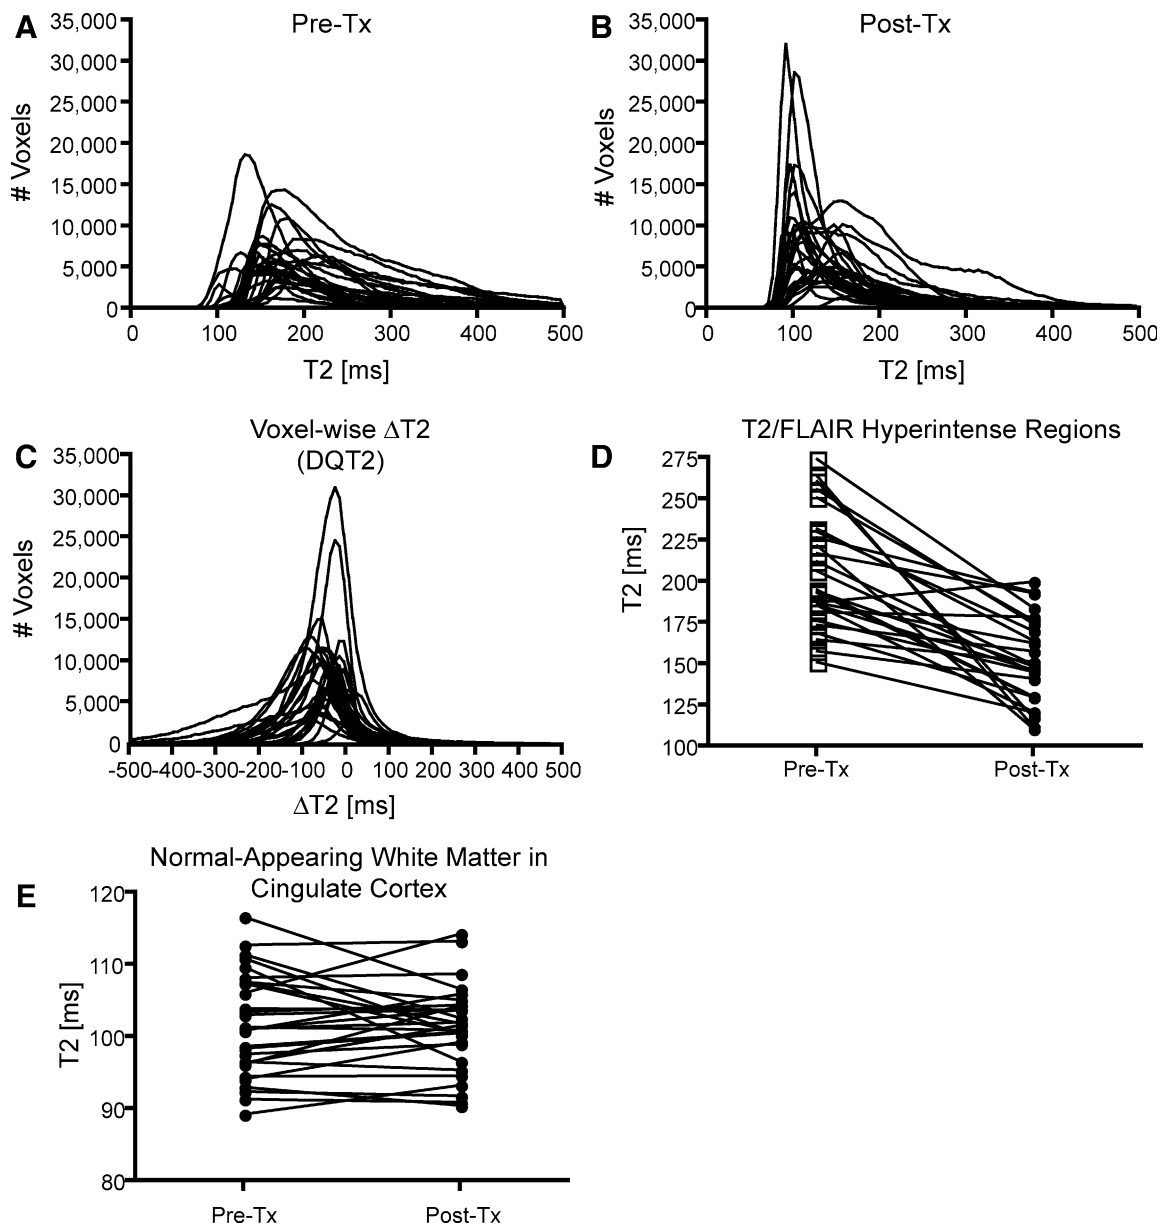 A
Pre-Tx
35,000
30,000
25,000
20,000
15,000
10,000
5,000
0
# Voxels
0 100 200 300 400 500
T2 [ms]
B
Post-Tx
35,000
30,000
25,000
20,000
15,000
10,000
5,000
0
# Voxels
0 100 200 300 400 500
T2 [ms]
C
Voxel-wise ΔT2
(DQT2)
35,000
30,000
25,000
20,000
15,000
10,000
5,000
0
# Voxels
-500-400-300-200-100 0 100 200 300 400 500
ΔT2 [ms]
D
T2/FLAIR Hyperintense Regions
275
250
225
200
175
150
125
100
T2 [ms]
Pre-Tx Post-Tx
E
Normal-Appearing White Matter in
Cingulate Cortex
120
110
100
90
80
T2 [ms]
Pre-Tx Post-Tx